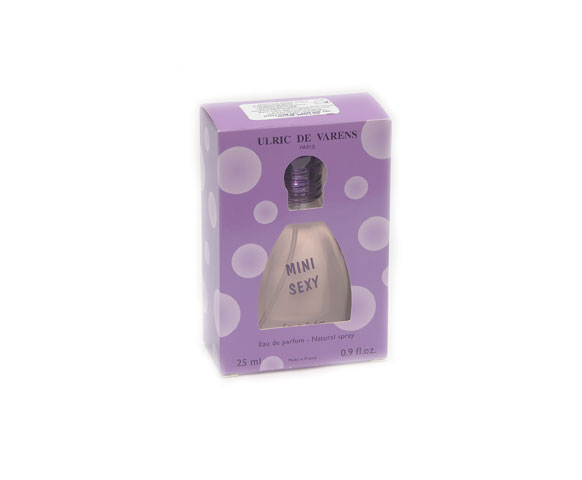 ULRIC DE VARENS
PARIS
MINI
SEXY
Eau de parfum - Natural spray
25 ml
Made in France
0.9 fl.oz.